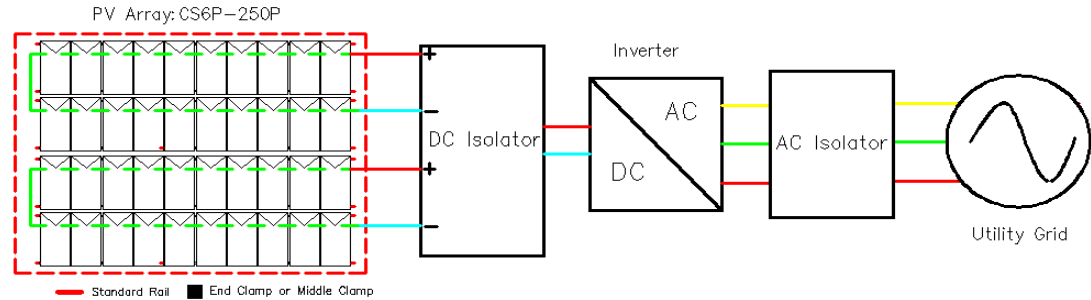 PV Array: CS6P-250P
+
−
+
−
DC Isolator
Inverter
AC
DC
AC Isolator
Utility Grid
Standard Rail
End Clamp or Middle Clamp